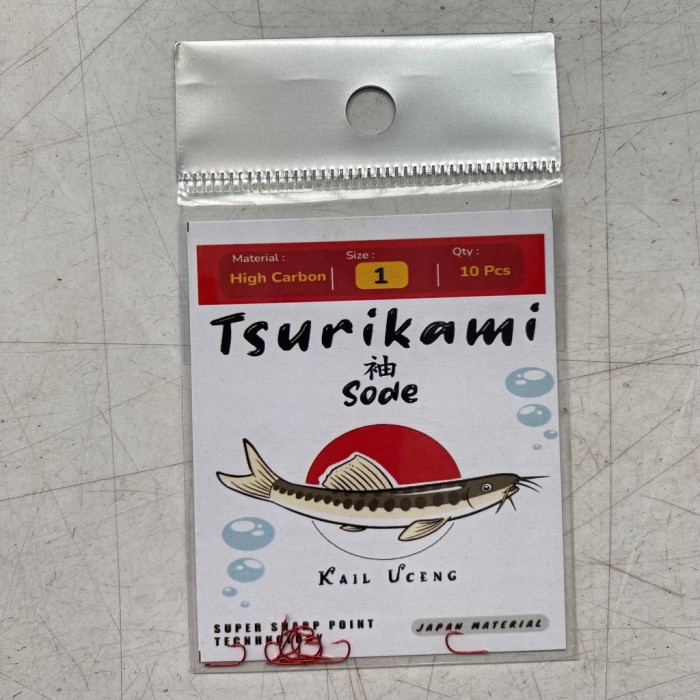 Material :
High Carbon
Size :
1
Qty :
10 Pcs
Tsurikami
袖
Sode
Kail Uceng
SUPER SHARP POINT
JAPAN MATERIAL